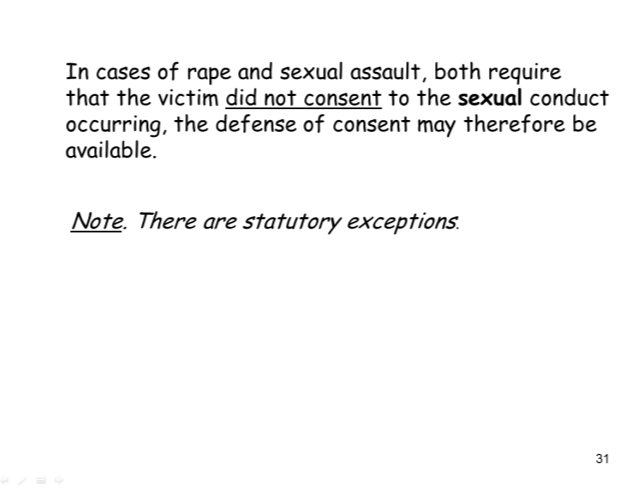 In cases of rape and sexual assault, both require
that the victim did not consent to the sexual conduct
occurring, the defense of consent may therefore be
available.
Note. There are statutory exceptions.
31